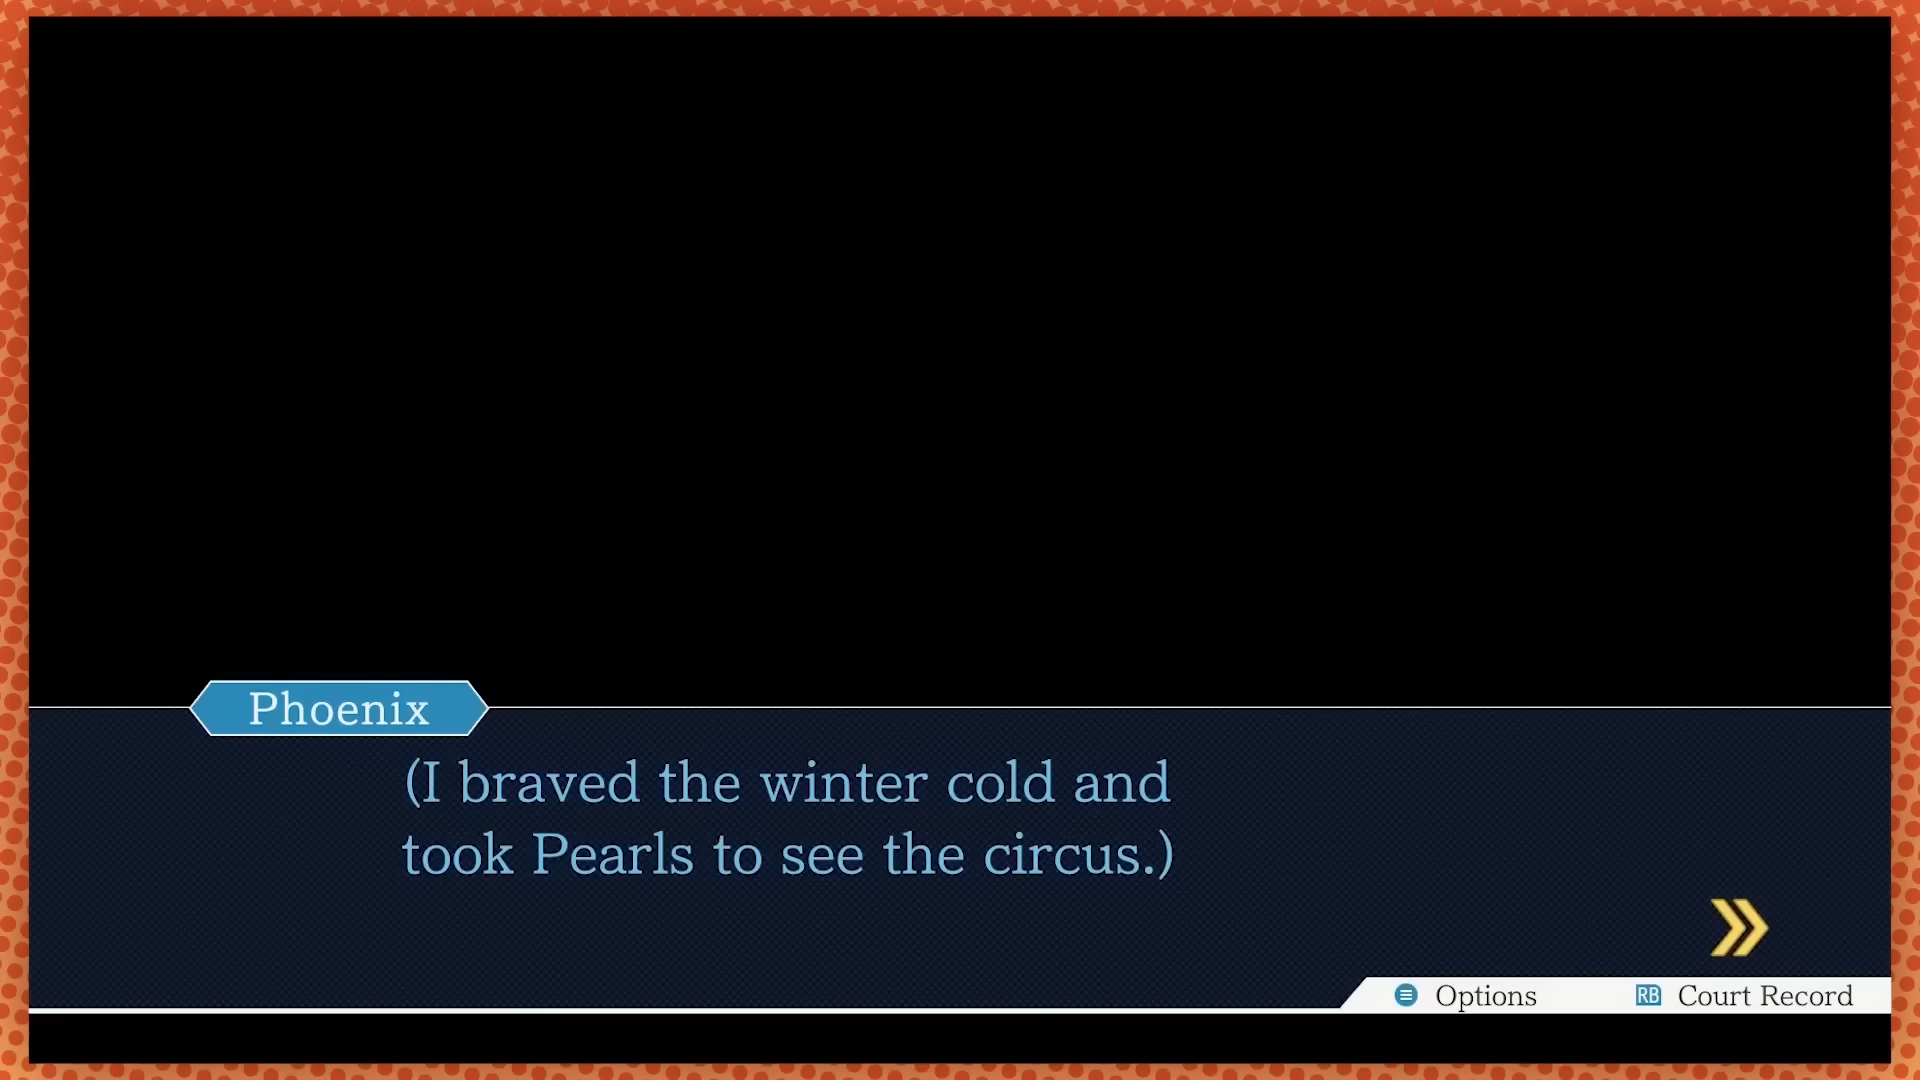 Phoenix
(I braved the winter cold and
took Pearls to see the circus.)
Options
RB Court Record